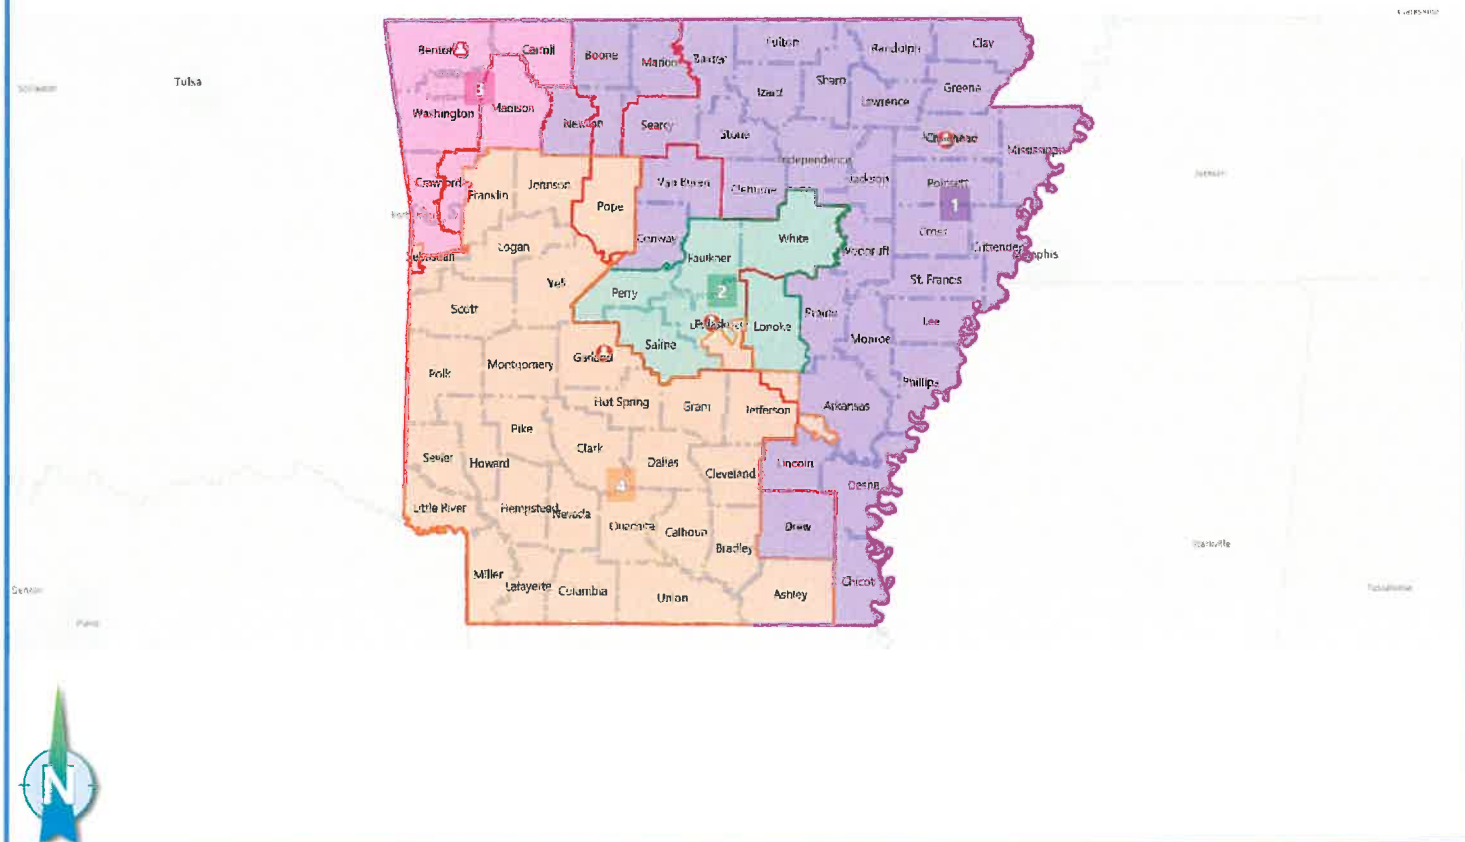 Fulton
Clay
Benton
Carroll
Boone
Randolph
Marion
Baxter
Sharp
Tulsa
Izard
Greene
3
Lawrence
Madison
Washington
Newton
Searcy
Stone
Craighead
Mississippi
Independence
Jackson
Crawford
Johnson
Van Buren
Cleburne
Poinsett
Franklin
Pope
1
Cross
Conway
White
Logan
Woodruff
Crittenden
Faulkner
St. Francis
Yell
Perry
2
Scott
Prairie
Lee
Pulaski
Lonoke
Saline
Monroe
Garland
Montgomery
Polk
Phillips
Hot Spring
Grant
Jefferson
Arkansas
Pike
Clark
Sevier
Howard
Dallas
Cleveland
Lincoln
4
Desha
Little River
Hempstead
Nevada
Ouachita
Calhoun
Drew
Bradley
Starkville
Miller
Lafayette
Columbia
Union
Ashley
Chicot
N